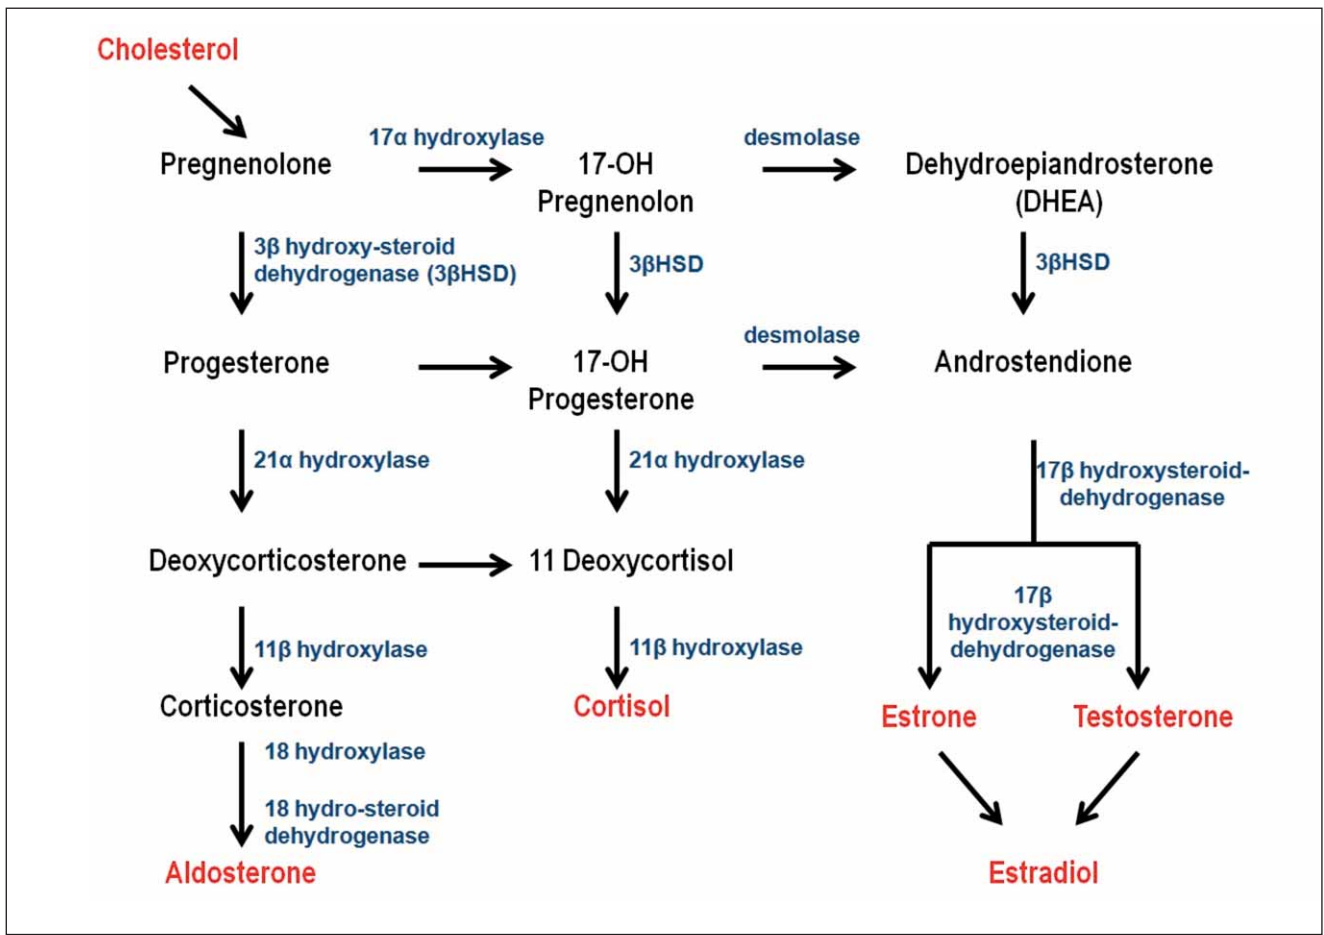 Cholesterol
17α hydroxylase
desmolase
Pregnenolone
17-OH
Pregnenolon
Dehydroepiandrosterone
(DHEA)
3β hydroxy-steroid
dehydrogenase (3βHSD)
3βHSD
3βHSD
desmolase
Progesterone
17-OH
Progesterone
Androstendione
21α hydroxylase
21α hydroxylase
17β hydroxysteroid-
dehydrogenase
Deoxycorticosterone
11 Deoxycortisol
17β
hydroxysteroid-
dehydrogenase
11β hydroxylase
11β hydroxylase
Corticosterone
Cortisol
Estrone
Testosterone
18 hydroxylase
18 hydro-steroid
dehydrogenase
Aldosterone
Estradiol